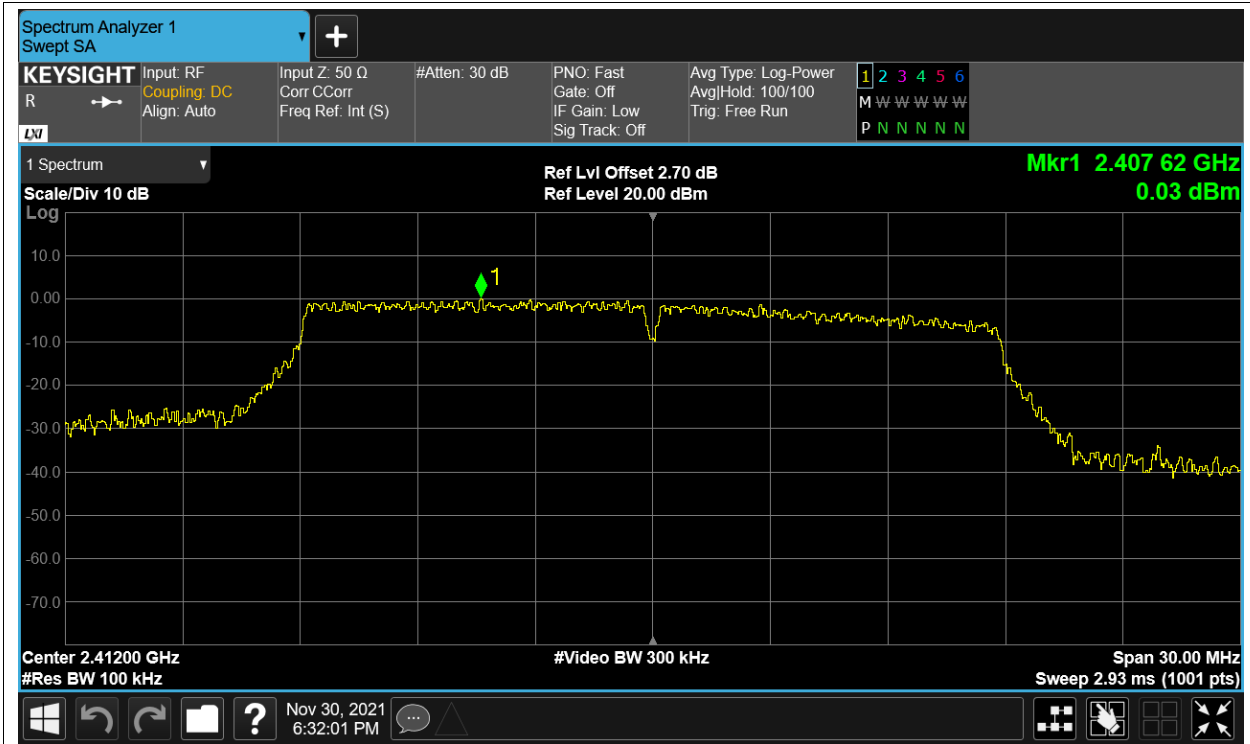 Spectrum Analyzer 1
Swept SA
KEYSIGHT
R
LXI
Input: RF
Coupling: DC
Align: Auto
Input Z: 50 Ω
Corr CCorr
Freq Ref: Int (S)
#Atten: 30 dB
PNO: Fast
Gate: Off
IF Gain: Low
Sig Track: Off
Avg Type: Log-Power
Avg|Hold: 100/100
Trig: Free Run
1 2 3 4 5 6
M W W W W W
P N N N N N
1 Spectrum
Scale/Div 10 dB
Log
Ref Lvl Offset 2.70 dB
Ref Level 20.00 dBm
Mkr1 2.407 62 GHz
0.03 dBm
1
10.0
0.00
-10.0
-20.0
-30.0
-40.0
-50.0
-60.0
-70.0
Center 2.41200 GHz
#Res BW 100 kHz
#Video BW 300 kHz
Span 30.00 MHz
Sweep 2.93 ms (1001 pts)
?
Nov 30, 2021
6:32:01 PM